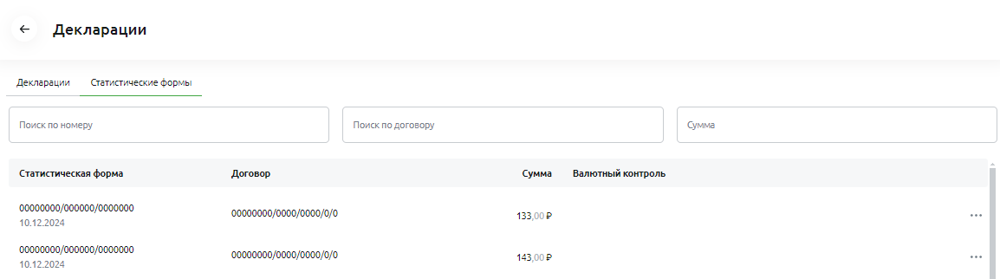 Декларации
Декларации Статистические формы
Поиск по номеру Поиск по договору Сумма
Статистическая форма Договор Сумма Валютный контроль
00000000/000000/0000000 00000000/0000/0000/0/0 133,00 ₽
10.12.2024
00000000/000000/0000000 00000000/0000/0000/0/0 143,00 ₽
10.12.2024